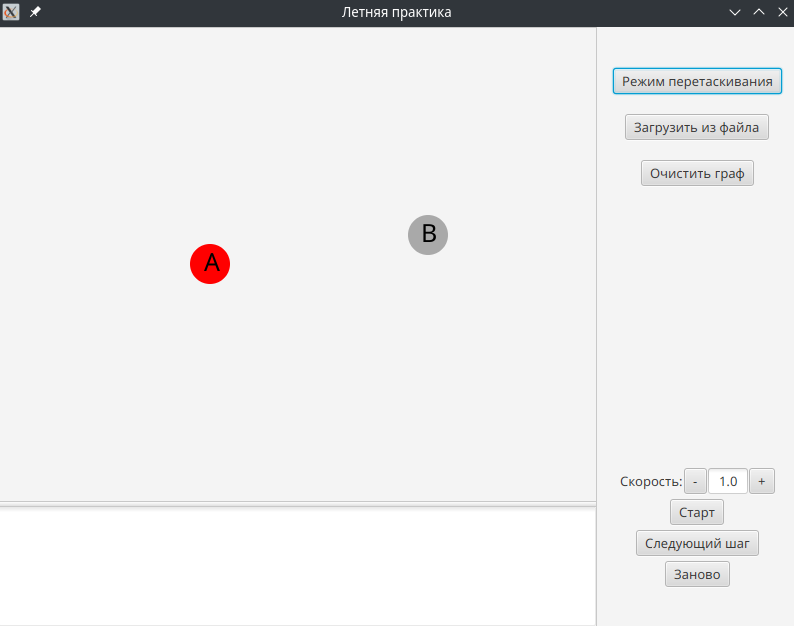 Летняя практика
Режим перетаскивания
Загрузить из файла
Очистить граф
B
A
Скорость: - 1.0 +
Старт
Следующий шаг
Заново